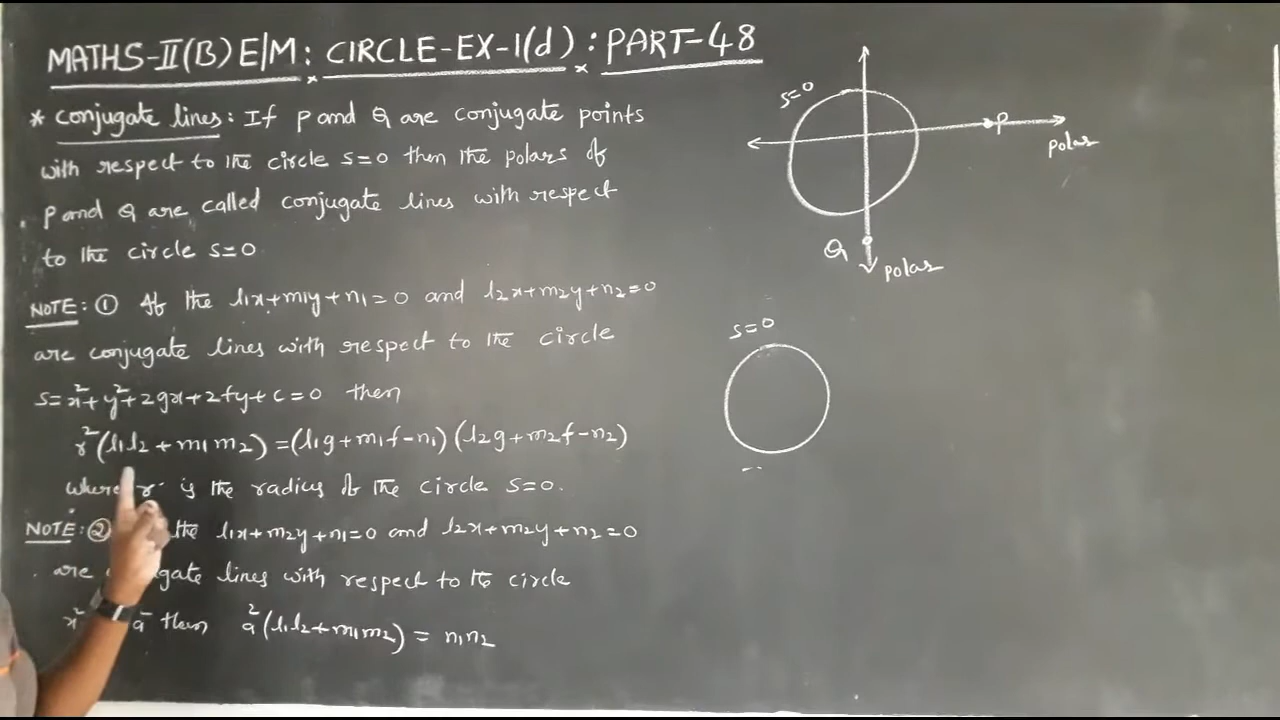 MATHS-II(B) E/M: CIRCLE-EX-1(d): PART-48
* conjugate lines: If P and Q are conjugate points
with respect to the circle S=0 then the polars of
P and Q are called conjugate lines with respect
to the circle S=0.
NOTE: ① If the l₁x+m₁y+n₁=0 and l₂x+m₂y+n₂=0
are conjugate lines with respect to the circle
S=x²+y²+2gx+2fy+c=0 then
r²(l₁l₂+m₁m₂)=(l₁g+m₁f-n₁)(l₂g+m₂f-n₂)
where 'r' is the radius of the circle S=0.
NOTE: ② the l₁x+m₂y+n₁=0 and l₂x+m₂y+n₂=0
are gate lines with respect to the circle
x² a² then a²(l₁l₂+m₁m₂) = n₁n₂
S=0
P
polar
Q
polar
S=0